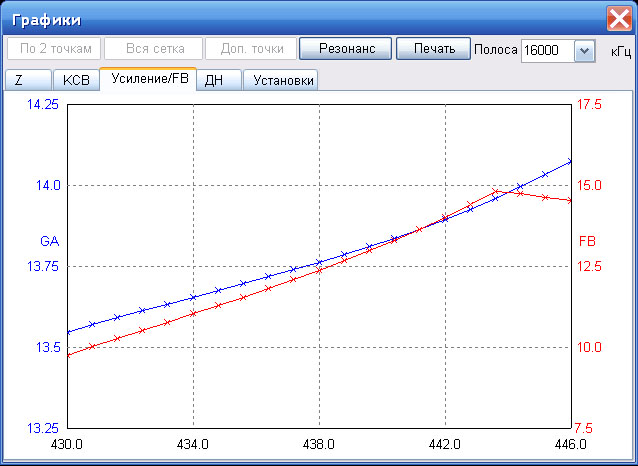 Графики
По 2 точкам Вся сетка Доп. точки Резонанс Печать Полоса 16000 кГц
Z КСВ Усиление/FB ДН Установки
14.25 17.5
14.0 15.0
GA FB
13.75 12.5
13.5 10.0
13.25 7.5
430.0 434.0 438.0 442.0 446.0